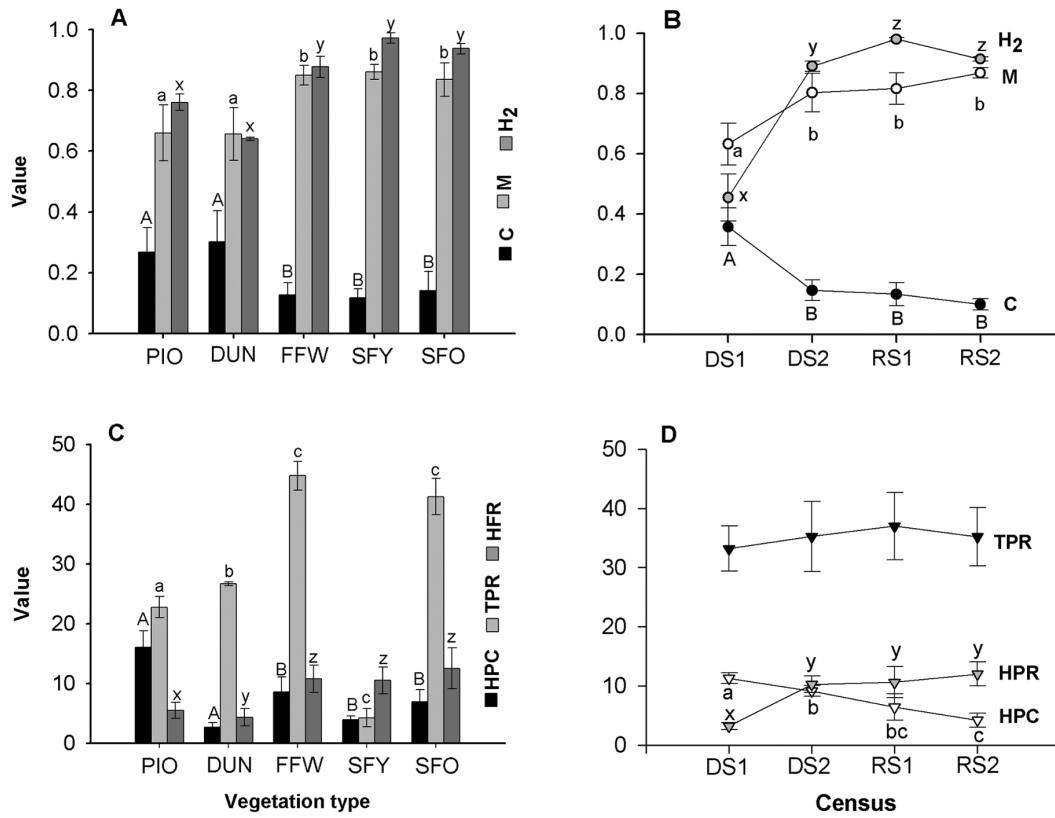 A
1.0
0.8
0.6
0.4
0.2
0.0
Value
A a x
A a x
B b y
B b y
B b y
PIO DUN FFW SFY SFO
C M H2
B
1.0
0.8
0.6
0.4
0.2
0.0
y z z
H2
M
a b b b
x
A B B B
C
DS1 DS2 RS1 RS2
C
50
40
30
20
10
0
Value
A a x
A b y
B c z
B c z
B c z
PIO DUN FFW SFY SFO
Vegetation type
HPC TPR HFR
D
50
40
30
20
10
0
TPR
y y y
HPR
a b bc c
x
HPC
DS1 DS2 RS1 RS2
Census